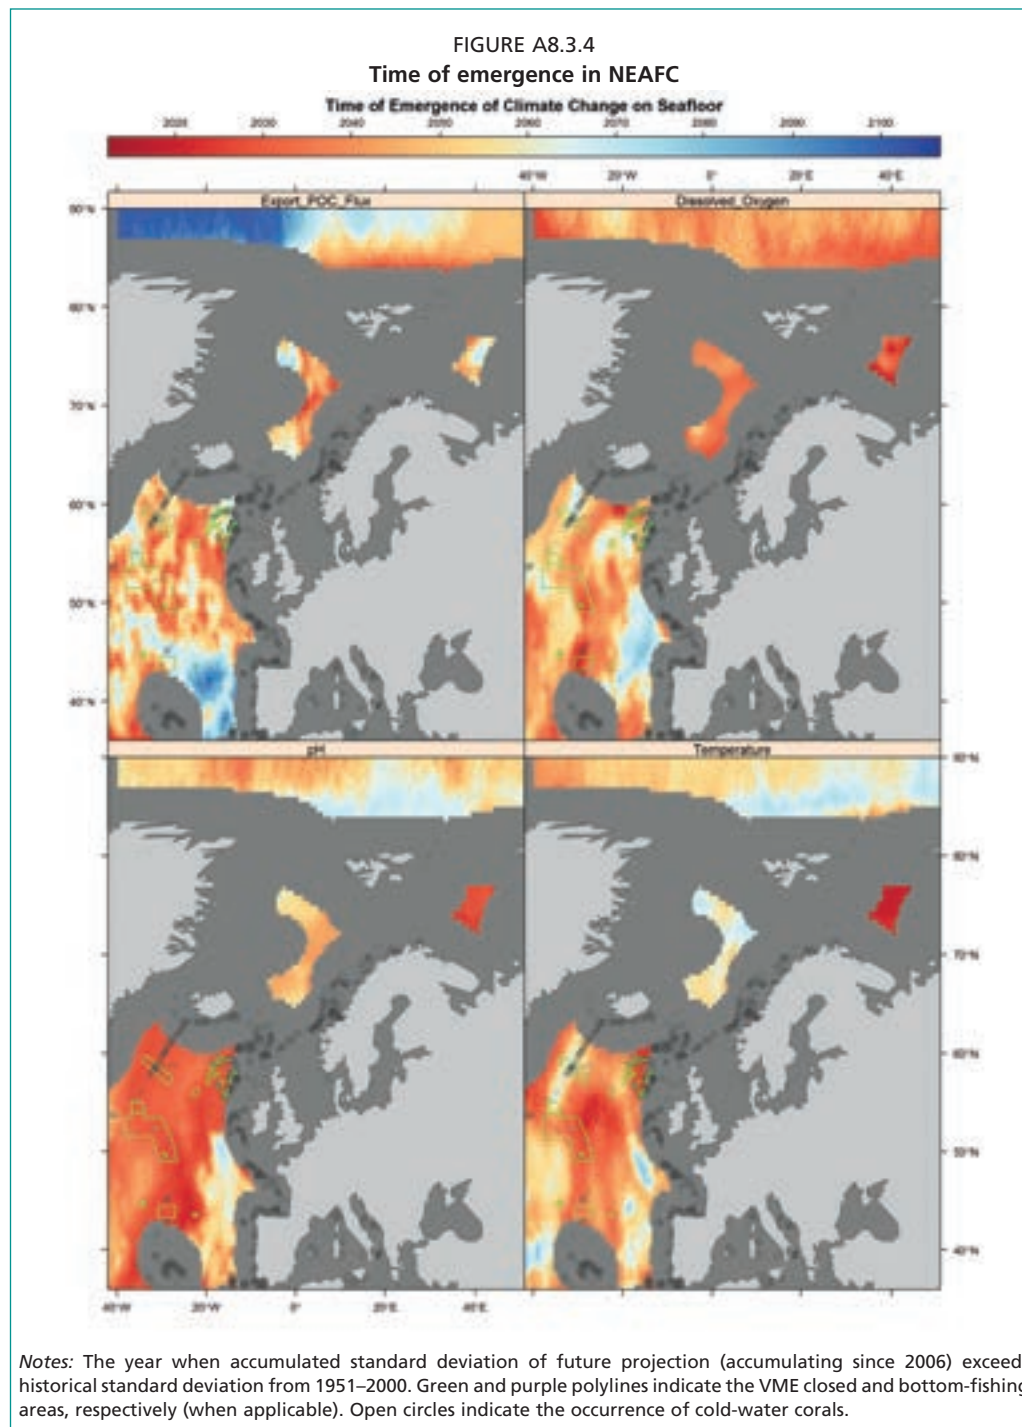 FIGURE A8.3.4
Time of emergence in NEAFC
Time of Emergence of Climate Change on Seafloor
2020 2030 2040 2050 2060 2070 2080 2090 2100
40°W 20°W 0° 20°E 40°E
Export_POC_Flux Dissolved_Oxygen
80°N
80°N
70°N
60°N
50°N
40°N
pH Temperature
80°N
80°N
70°N
60°N
50°N
40°N
40°W 20°W 0° 20°E 40°E
Notes: The year when accumulated standard deviation of future projection (accumulating since 2006) exceed
historical standard deviation from 1951–2000. Green and purple polylines indicate the VME closed and bottom-fishing
areas, respectively (when applicable). Open circles indicate the occurrence of cold-water corals.